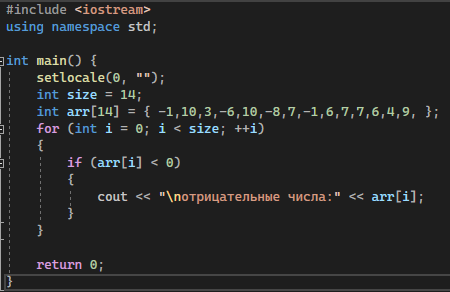 #include <iostream>
using namespace std;
int main() {
setlocale(0, "");
int size = 14;
int arr[14] = { -1,10,3,-6,10,-8,7,-1,6,7,7,6,4,9, };
for (int i = 0; i < size; ++i)
{
if (arr[i] < 0)
{
cout << "\nотрицательные числа:" << arr[i];
}
}
return 0;
}